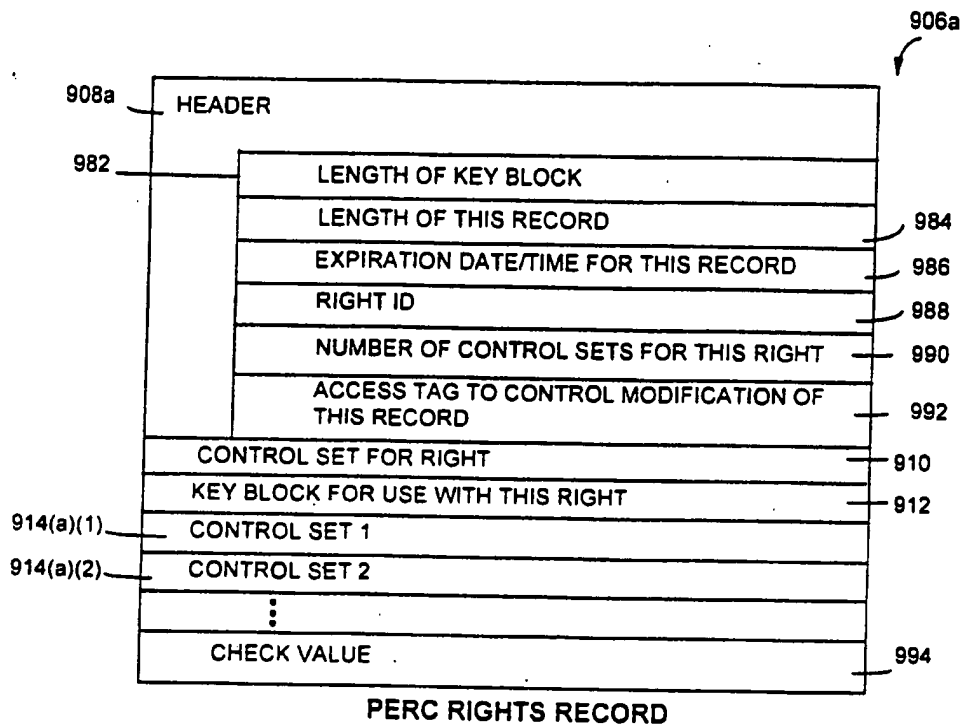 906a
908a HEADER
982 LENGTH OF KEY BLOCK
LENGTH OF THIS RECORD 984
EXPIRATION DATE/TIME FOR THIS RECORD 986
RIGHT ID 988
NUMBER OF CONTROL SETS FOR THIS RIGHT 990
ACCESS TAG TO CONTROL MODIFICATION OF
THIS RECORD 992
CONTROL SET FOR RIGHT 910
KEY BLOCK FOR USE WITH THIS RIGHT 912
914(a)(1) CONTROL SET 1
914(a)(2) CONTROL SET 2
CHECK VALUE 994
PERC RIGHTS RECORD